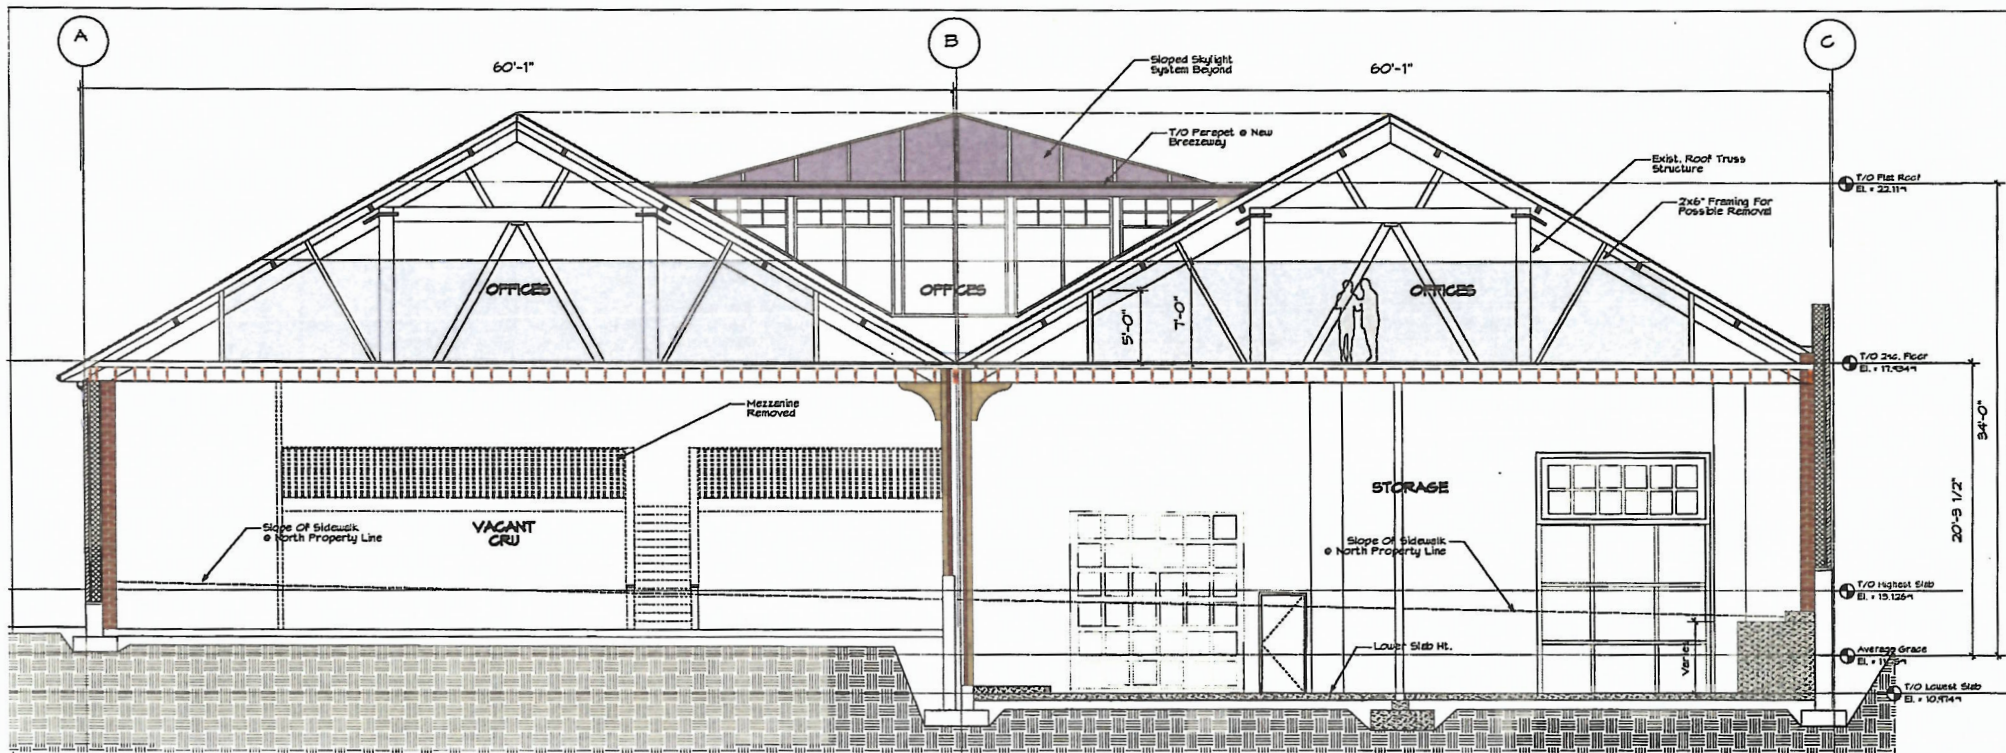 A
B
C
60'-1"
60'-1"
Sloped Skylight
System Beyond
T/O Parapet @ New
Breezeway
Exist. Roof Truss
Structure
T/O Flat Roof
2x6" Framing For
Possible Removal
OFFICES
OFFICES
OFFICES
5'-0"
7'-0"
T/O 2nd. Floor
34'-0"
Mezzanine
Removed
STORAGE
20'-3 1/2"
VACANT
CRU
Slope Of Sidewalk
@ North Property Line
Slope Of Sidewalk
@ North Property Line
T/O Highest Slab
Lower Slab Ht.
Varies
Average Grade
T/O Lowest Slab